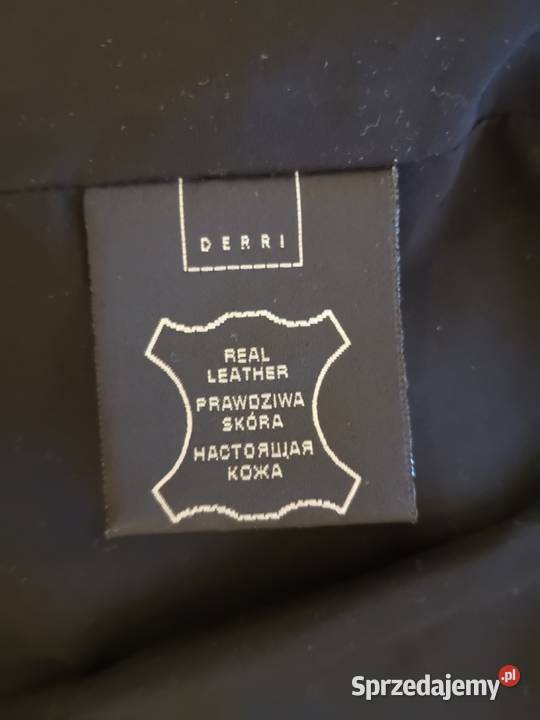 DERRI
REAL
LEATHER
PRAWDZIWA
SKÓRA
НАСТОЯЩАЯ
КОЖА
Sprzedajemy.pl